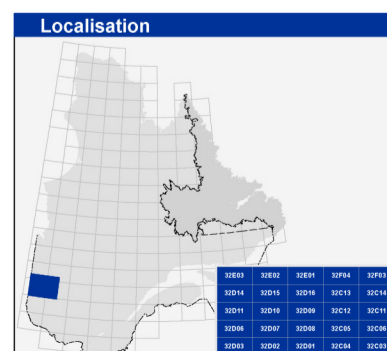 Localisation
32E03 32E02 32E01 32F04 32F03
32D14 32D15 32D16 32C13 32C14
32D11 32D10 32D09 32C12 32C11
32D06 32D07 32D08 32C05 32C06
32D03 32D02 32D01 32C04 32C03